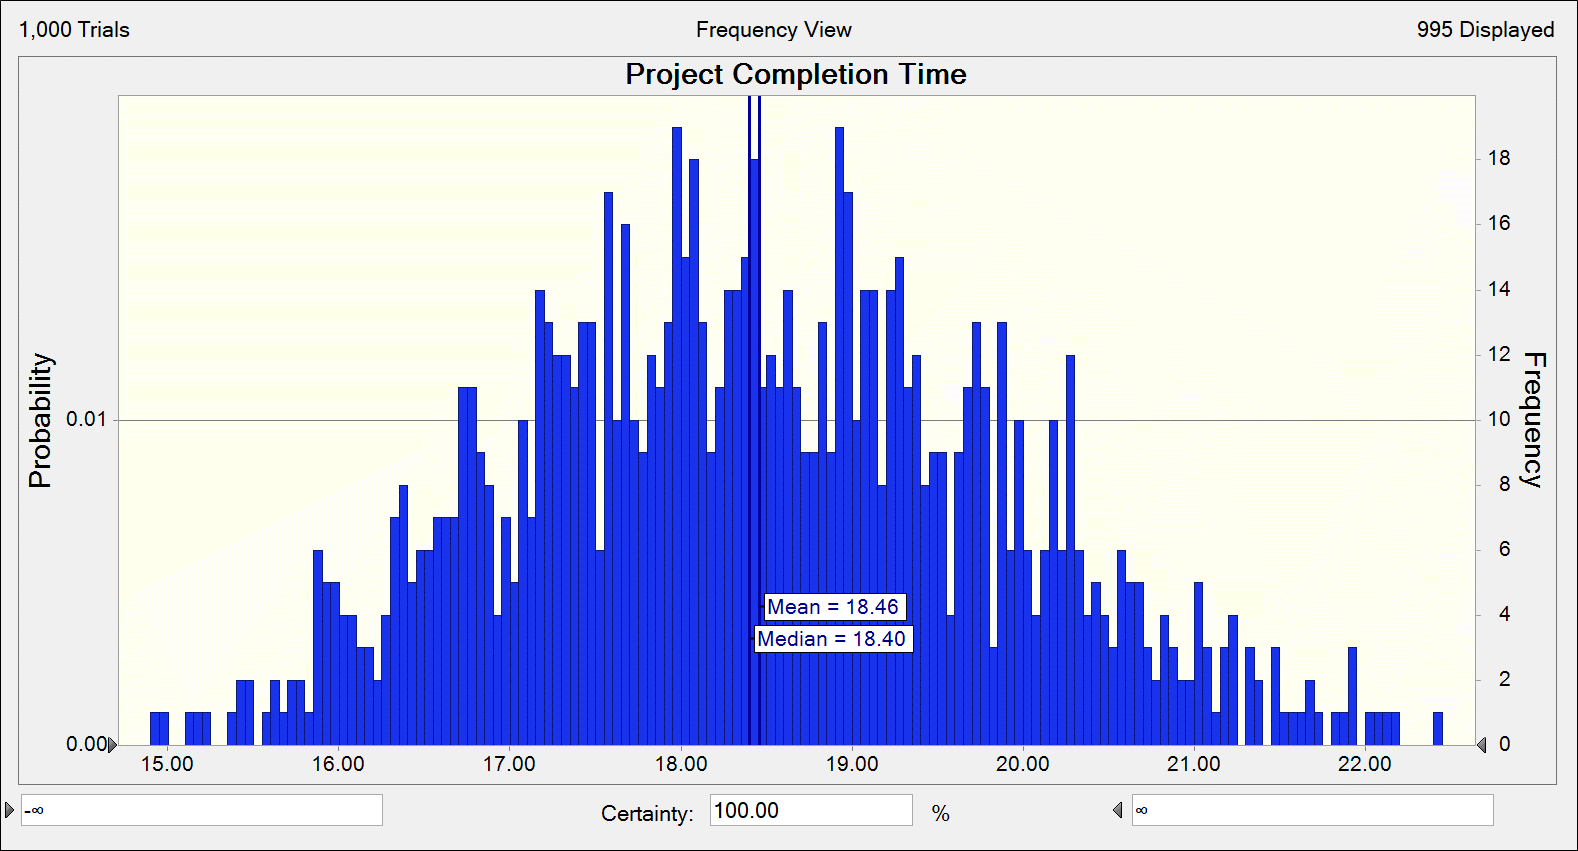 1,000 Trials
Frequency View
995 Displayed
Project Completion Time
Probability
0.01
0.00
18
16
14
12
10
8
6
4
2
0
Frequency
Mean = 18.46
Median = 18.40
15.00
16.00
17.00
18.00
19.00
20.00
21.00
22.00
-∞
Certainty:
100.00
%
∞